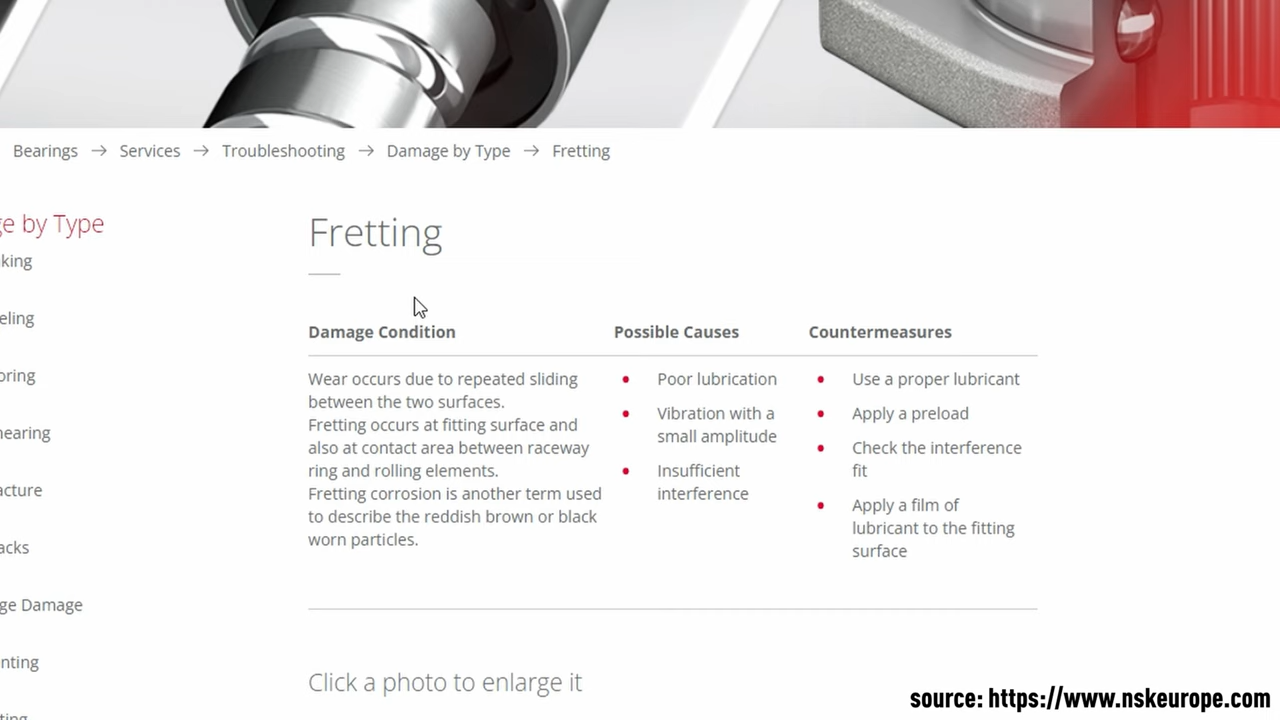 Bearings → Services → Troubleshooting → Damage by Type → Fretting
ge by Type
king
eling
oring
earing
acture
acks
ge Damage
nting
Fretting
Damage Condition
Wear occurs due to repeated sliding
between the two surfaces.
Fretting occurs at fitting surface and
also at contact area between raceway
ring and rolling elements.
Fretting corrosion is another term used
to describe the reddish brown or black
worn particles.
Possible Causes
• Poor lubrication
• Vibration with a
small amplitude
• Insufficient
interference
Countermeasures
• Use a proper lubricant
• Apply a preload
• Check the interference
fit
• Apply a film of
lubricant to the fitting
surface
Click a photo to enlarge it
source: https://www.nskeurope.com